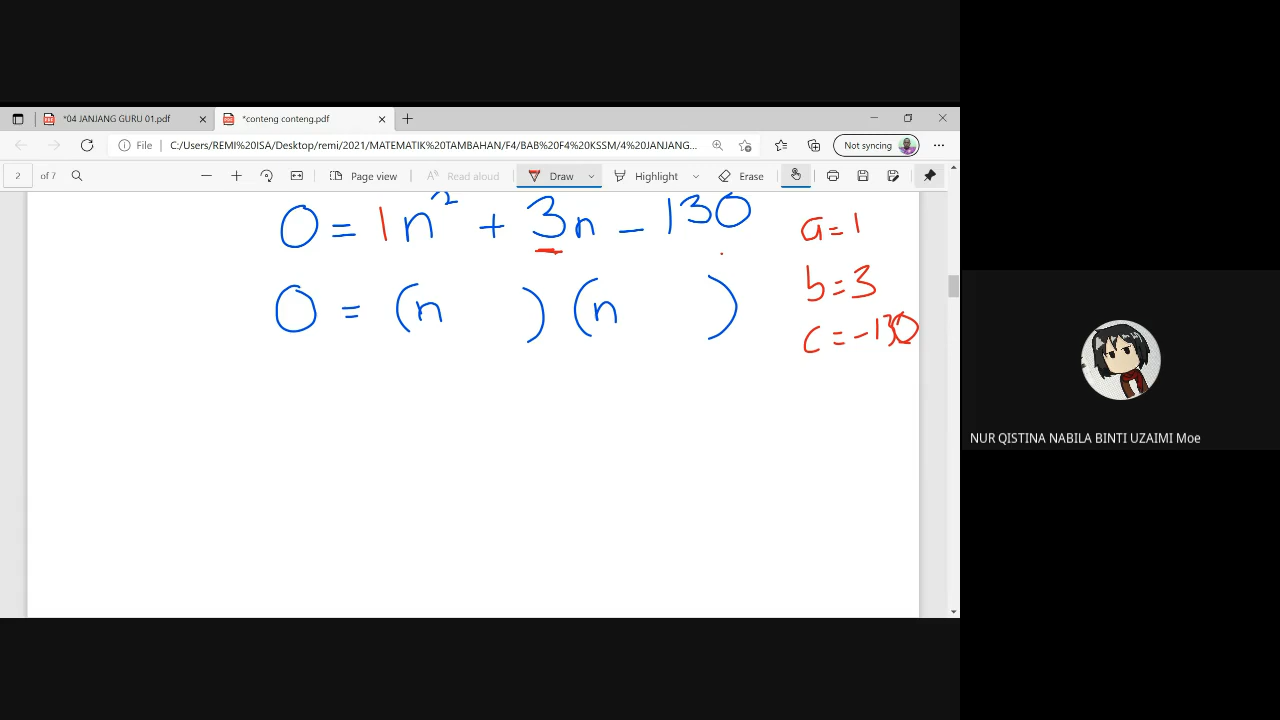 *04 JANJANG GURU 01.pdf
*conteng conteng.pdf
File C:/Users/REMI%20ISA/Desktop/remi/2021/MATEMATIK%20TAMBAHAN/F4/BAB%20F4%20KSSM/4%20JANJANG... Not syncing
2 of 7 Page view Read aloud Draw Highlight Erase
0 = 1n² + 3n - 130
0 = (n ) (n )
a = 1
b = 3
c = -130
NUR QISTINA NABILA BINTI UZAIMI Moe